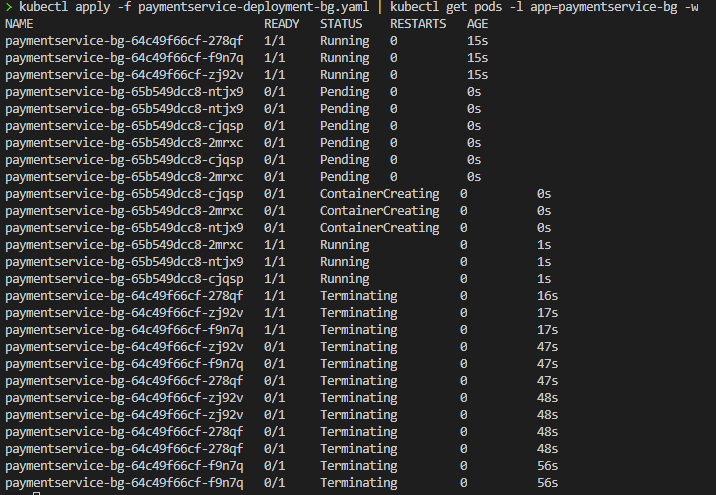 > kubectl apply -f paymentservice-deployment-bg.yaml | kubectl get pods -l app=paymentservice-bg -w
NAME READY STATUS RESTARTS AGE
paymentservice-bg-64c49f66cf-278qf 1/1 Running 0 15s
paymentservice-bg-64c49f66cf-f9n7q 1/1 Running 0 15s
paymentservice-bg-64c49f66cf-zj92v 1/1 Running 0 15s
paymentservice-bg-65b549dcc8-ntjx9 0/1 Pending 0 0s
paymentservice-bg-65b549dcc8-ntjx9 0/1 Pending 0 0s
paymentservice-bg-65b549dcc8-cjqsp 0/1 Pending 0 0s
paymentservice-bg-65b549dcc8-2mrxc 0/1 Pending 0 0s
paymentservice-bg-65b549dcc8-cjqsp 0/1 Pending 0 0s
paymentservice-bg-65b549dcc8-2mrxc 0/1 Pending 0 0s
paymentservice-bg-65b549dcc8-cjqsp 0/1 ContainerCreating 0 0s
paymentservice-bg-65b549dcc8-2mrxc 0/1 ContainerCreating 0 0s
paymentservice-bg-65b549dcc8-ntjx9 0/1 ContainerCreating 0 0s
paymentservice-bg-65b549dcc8-2mrxc 1/1 Running 0 1s
paymentservice-bg-65b549dcc8-ntjx9 1/1 Running 0 1s
paymentservice-bg-65b549dcc8-cjqsp 1/1 Running 0 1s
paymentservice-bg-64c49f66cf-278qf 1/1 Terminating 0 16s
paymentservice-bg-64c49f66cf-zj92v 1/1 Terminating 0 17s
paymentservice-bg-64c49f66cf-f9n7q 1/1 Terminating 0 17s
paymentservice-bg-64c49f66cf-zj92v 0/1 Terminating 0 47s
paymentservice-bg-64c49f66cf-f9n7q 0/1 Terminating 0 47s
paymentservice-bg-64c49f66cf-278qf 0/1 Terminating 0 47s
paymentservice-bg-64c49f66cf-zj92v 0/1 Terminating 0 48s
paymentservice-bg-64c49f66cf-zj92v 0/1 Terminating 0 48s
paymentservice-bg-64c49f66cf-278qf 0/1 Terminating 0 48s
paymentservice-bg-64c49f66cf-278qf 0/1 Terminating 0 48s
paymentservice-bg-64c49f66cf-f9n7q 0/1 Terminating 0 56s
paymentservice-bg-64c49f66cf-f9n7q 0/1 Terminating 0 56s